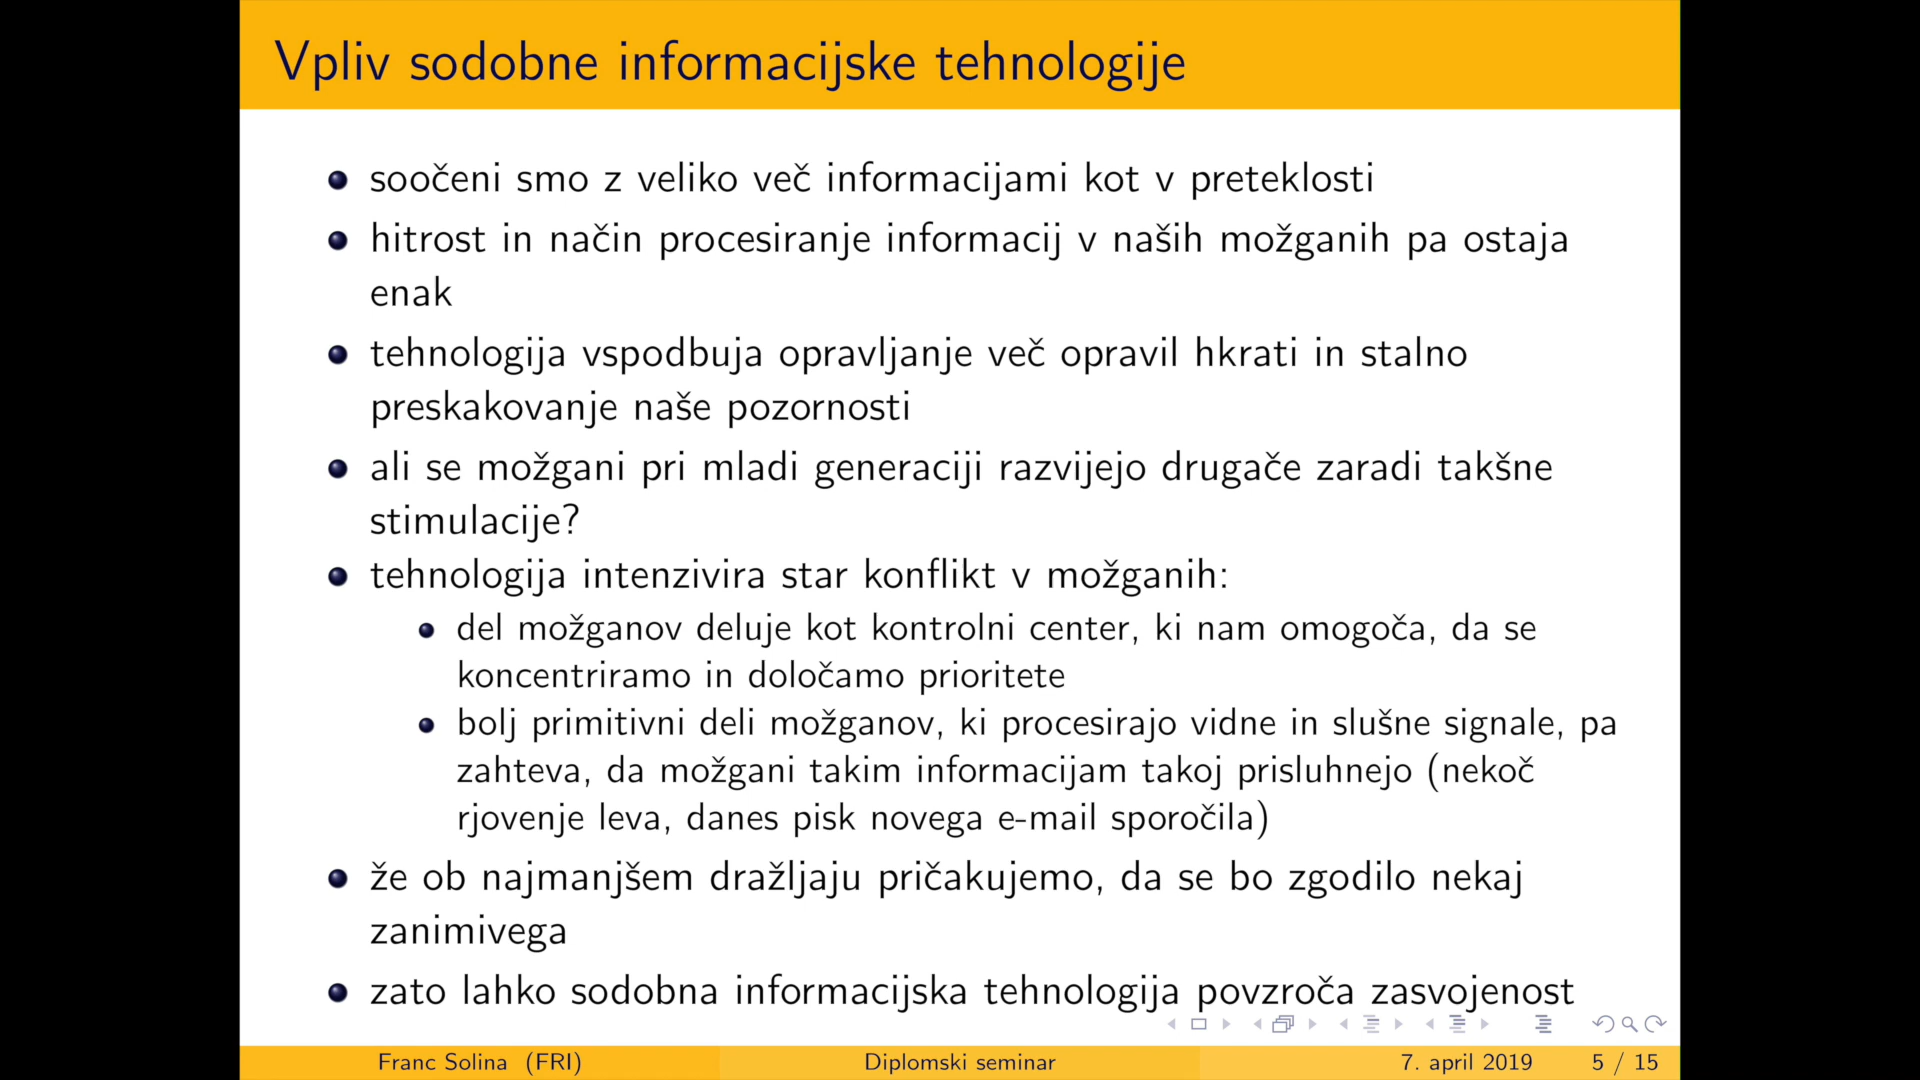 Vpliv sodobne informacijske tehnologije
soočeni smo z veliko več informacijami kot v preteklosti
hitrost in način procesiranje informacij v naših možganih pa ostaja
enak
tehnologija vspodbuja opravljanje več opravil hkrati in stalno
preskakovanje naše pozornosti
ali se možgani pri mladi generaciji razvijejo drugače zaradi takšne
stimulacije?
tehnologija intenzivira star konflikt v možganih:
del možganov deluje kot kontrolni center, ki nam omogoča, da se
koncentriramo in določamo prioritete
bolj primitivni deli možganov, ki procesirajo vidne in slušne signale, pa
zahteva, da možgani takim informacijam takoj prisluhnejo (nekoč
rjovenje leva, danes pisk novega e-mail sporočila)
že ob najmanjšem dražljaju pričakujemo, da se bo zgodilo nekaj
zanimivega
zato lahko sodobna informacijska tehnologija povzroča zasvojenost
Franc Solina (FRI) Diplomski seminar 7. april 2019 5 / 15